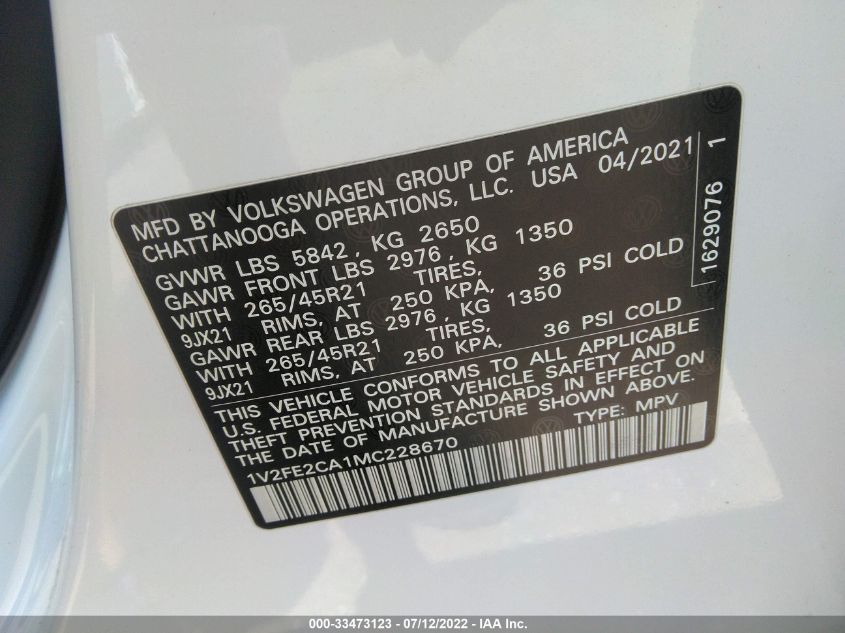 MFD BY VOLKSWAGEN GROUP OF AMERICA
CHATTANOOGA OPERATIONS, LLC. USA 04/2021
GVWR LBS 5842, KG 2650
GAWR FRONT LBS 2976, KG 1350
WITH 265/45R21 TIRES,
9JX21 RIMS, AT 250 KPA, 36 PSI COLD
GAWR REAR LBS 2976, KG 1350
WITH 265/45R21 TIRES,
9JX21 RIMS, AT 250 KPA, 36 PSI COLD
THIS VEHICLE CONFORMS TO ALL APPLICABLE
U.S. FEDERAL MOTOR VEHICLE SAFETY AND
THEFT PREVENTION STANDARDS IN EFFECT ON
THE DATE OF MANUFACTURE SHOWN ABOVE.
1V2FE2CA1MC228670 TYPE: MPV
1629076 1
000-33473123 - 07/12/2022 - IAA Inc.